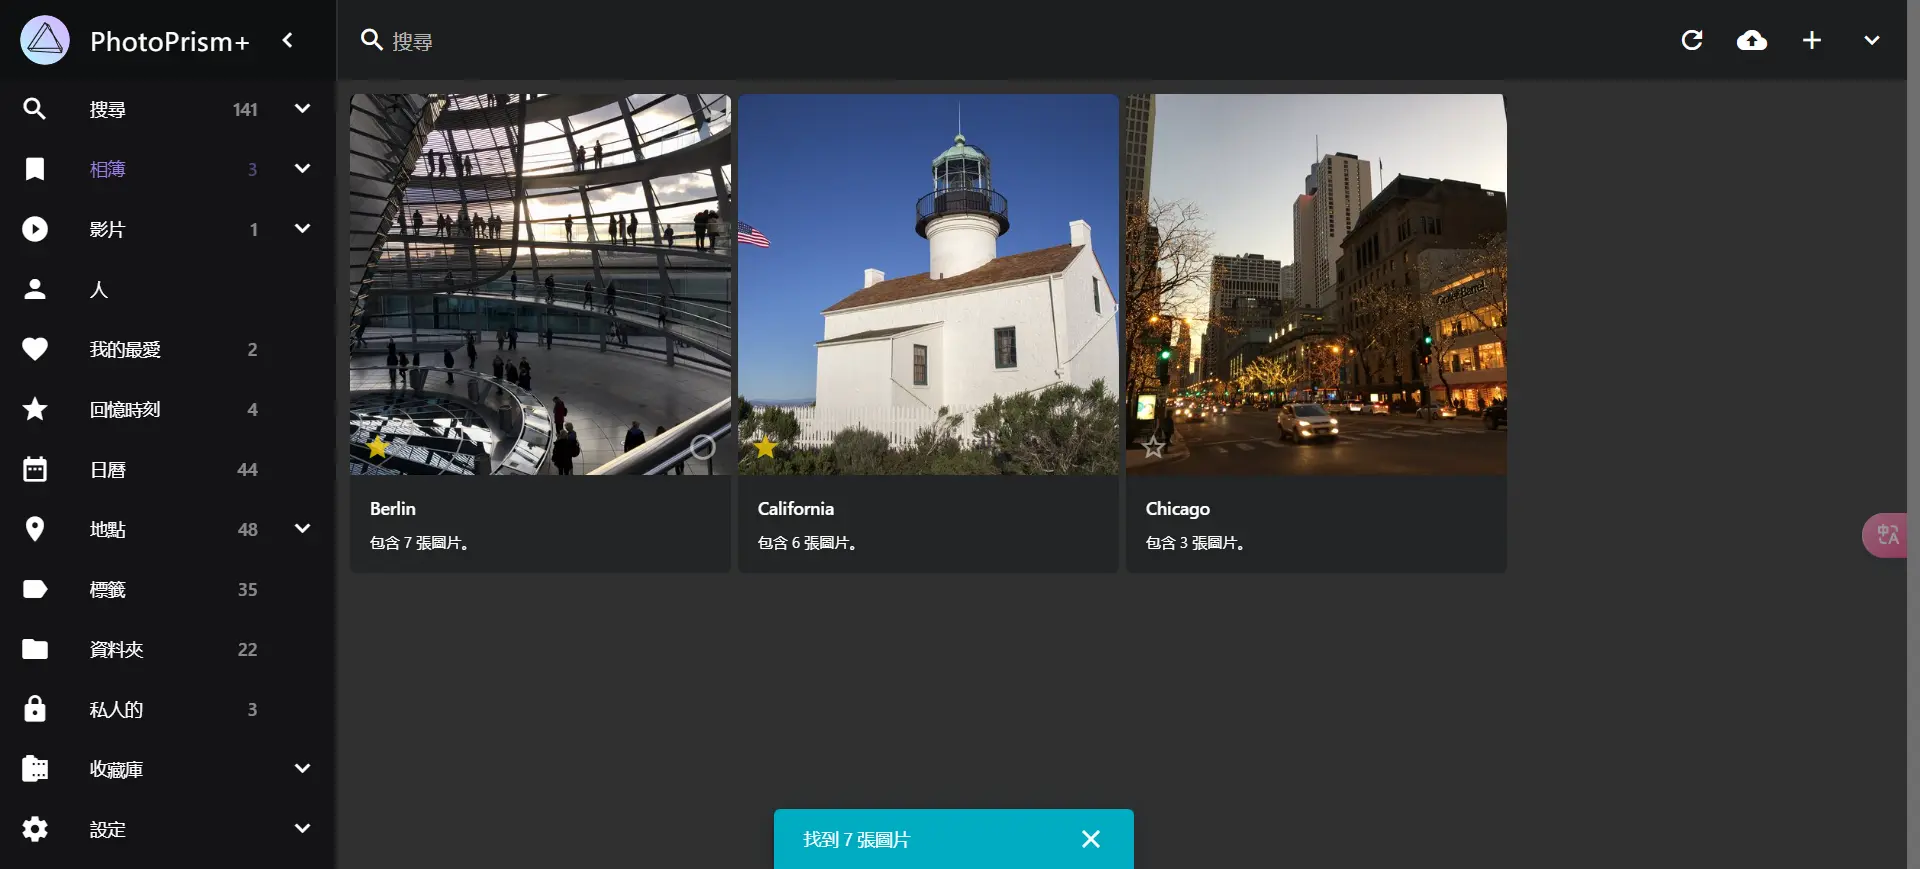 PhotoPrism+
搜尋
搜尋 141
相簿 3
影片 1
人
我的最愛 2
回憶時刻 4
日曆 44
地點 48
標籤 35
資料夾 22
私人的 3
收藏庫
設定
Berlin
包含 7 張圖片。
California
包含 6 張圖片。
Chicago
包含 3 張圖片。
找到 7 張圖片
中
A